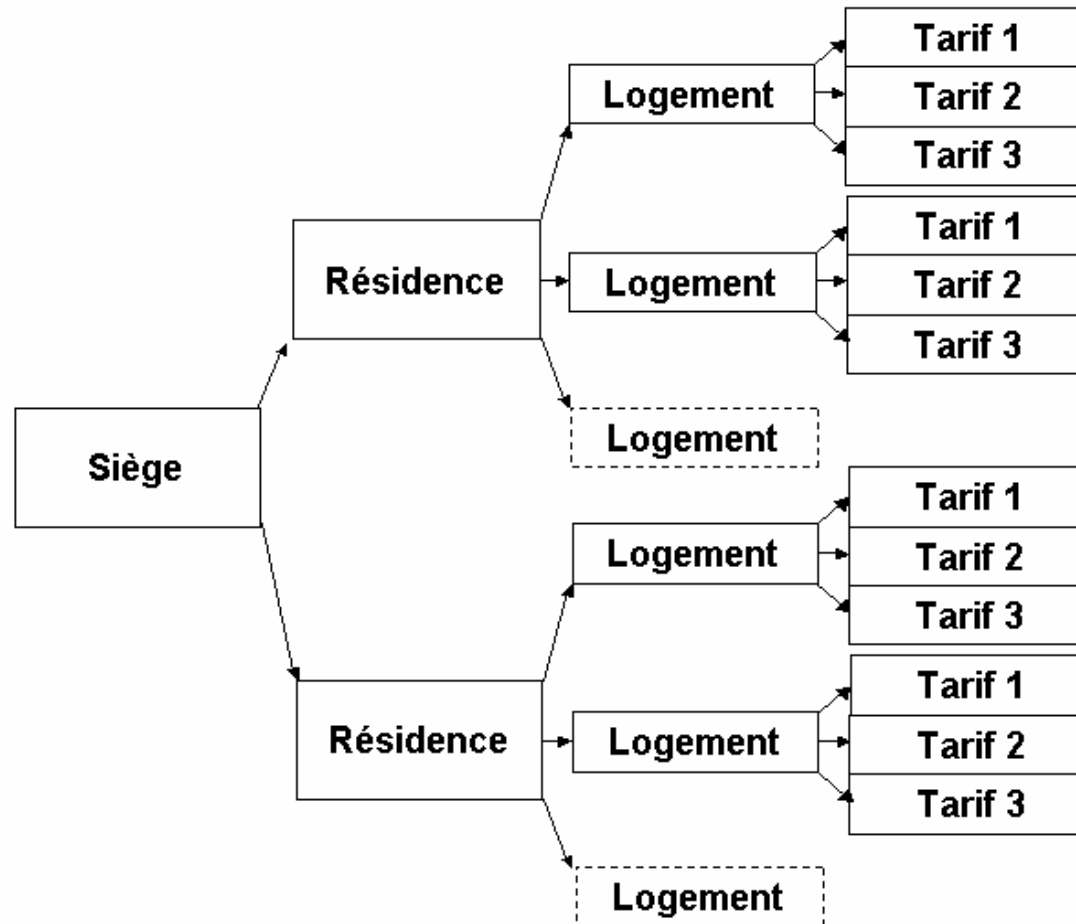 Tarif 1
Logement
Tarif 2
Tarif 3
Tarif 1
Résidence
Logement
Tarif 2
Tarif 3
Logement
Siège
Tarif 1
Logement
Tarif 2
Tarif 3
Tarif 1
Résidence
Logement
Tarif 2
Tarif 3
Logement